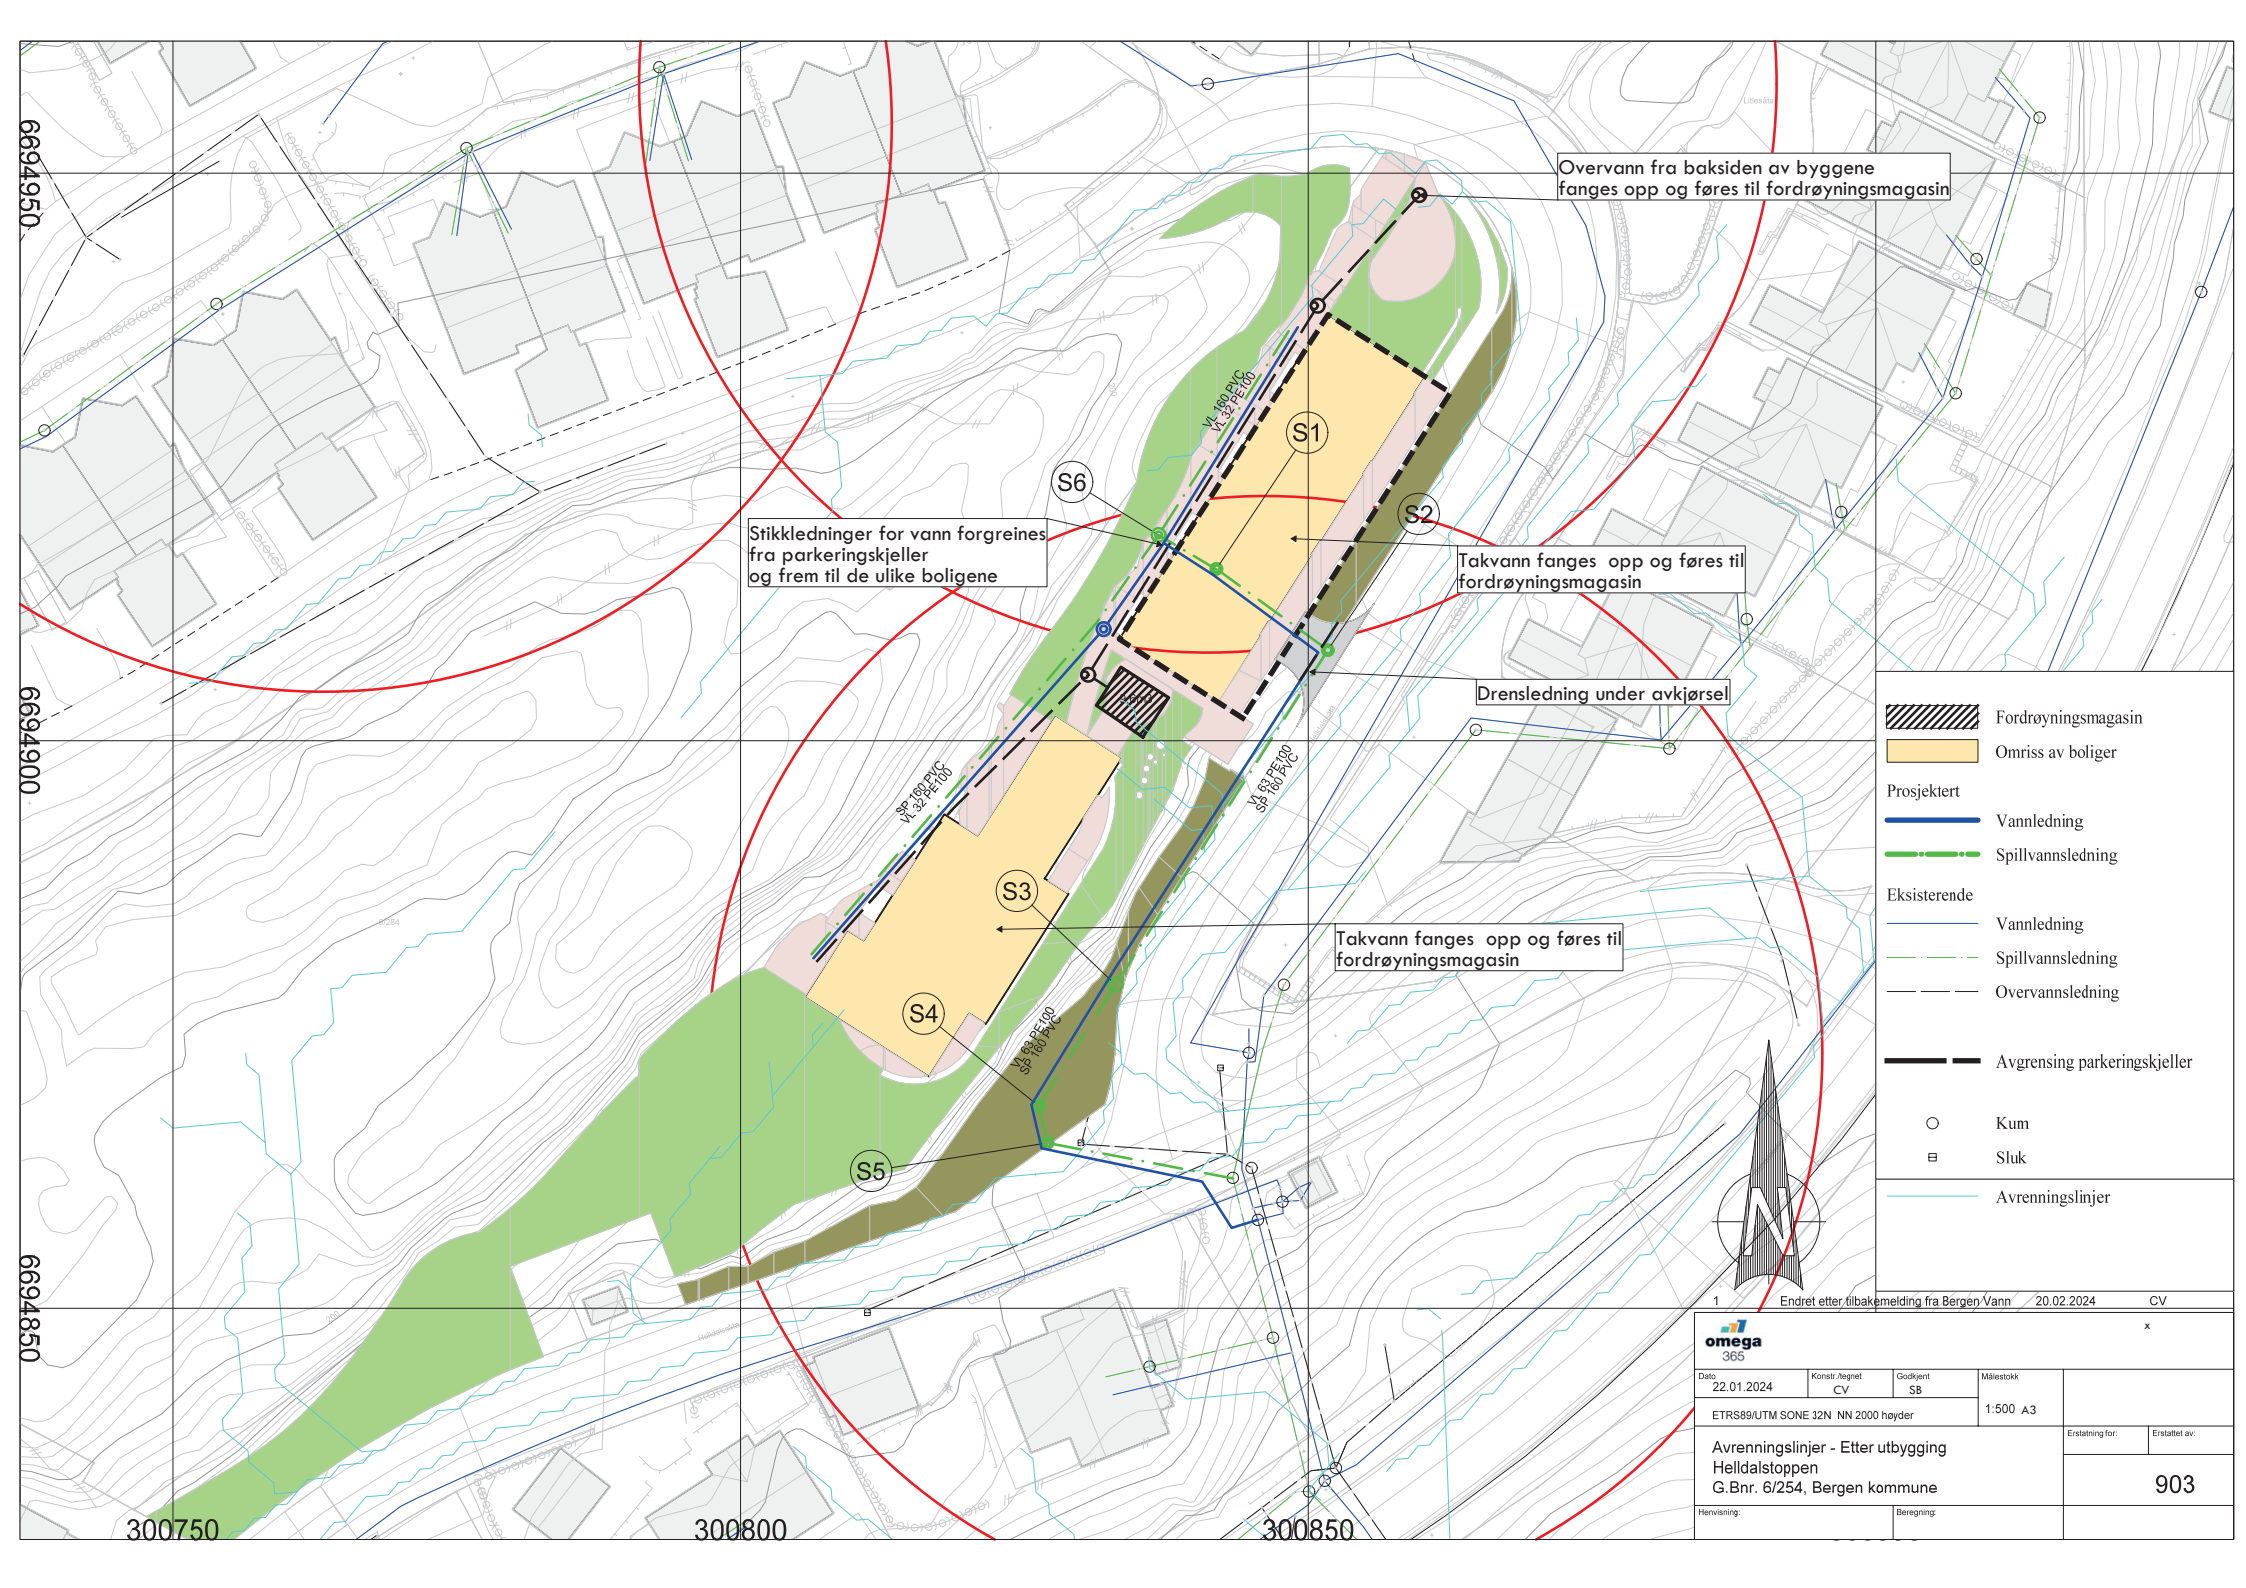 6694950
6694900
6694850
300750
300800
300850
Litlesåta
Overvann fra baksiden av byggene
fanges opp og føres til fordrøyningsmagasin
VL 160 PVC
VL 32 PE100
S1
S6
S2
Stikkledninger for vann forgreines
fra parkeringskjeller
og frem til de ulike boligene
Takvann fanges opp og føres til
fordrøyningsmagasin
Drensledning under avkjørsel
SP 160 PVC
VL 32 PE100
VL 63 PE100
SP 160 PVC
S3
Takvann fanges opp og føres til
fordrøyningsmagasin
S4
VL 63 PE100
SP 160 PVC
S5
6/284
200
N
Fordrøyningsmagasin
Omriss av boliger
Prosjektert
Vannledning
Spillvannsledning
Eksisterende
Vannledning
Spillvannsledning
Overvannsledning
Avgrensing parkeringskjeller
Kum
Sluk
Avrenningslinjer
1 Endret etter tilbakemelding fra Bergen Vann 20.02.2024 CV
x
omega
365
Dato
22.01.2024
Konstr./tegnet
CV
Godkjent
SB
Målestokk
1:500 A3
ETRS89/UTM SONE 32N NN 2000 høyder
Erstatning for:
Erstattet av:
Avrenningslinjer - Etter utbygging
Helldalstoppen
G.Bnr. 6/254, Bergen kommune
903
Henvisning:
Beregning: